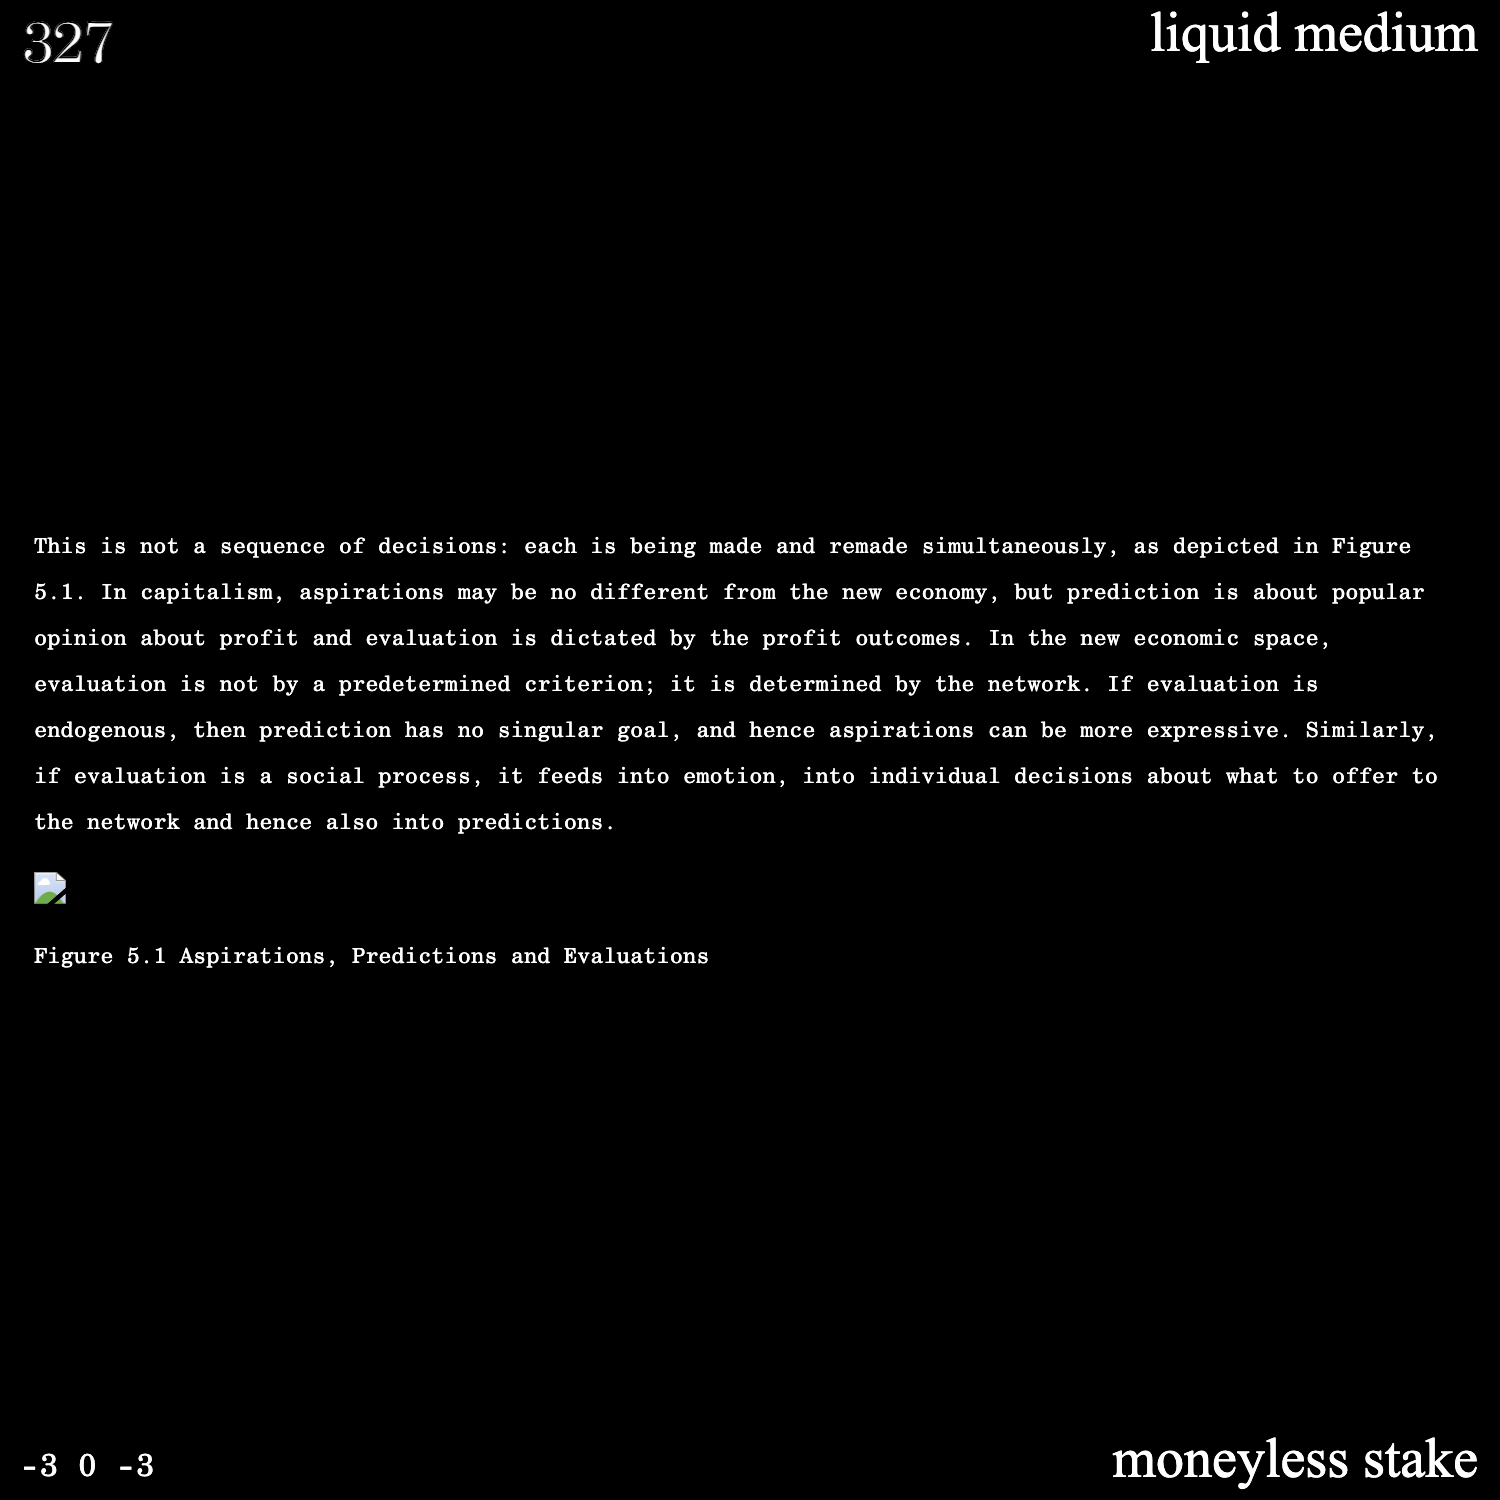 327
liquid medium
This is not a sequence of decisions: each is being made and remade simultaneously, as depicted in Figure
5.1. In capitalism, aspirations may be no different from the new economy, but prediction is about popular
opinion about profit and evaluation is dictated by the profit outcomes. In the new economic space,
evaluation is not by a predetermined criterion; it is determined by the network. If evaluation is
endogenous, then prediction has no singular goal, and hence aspirations can be more expressive. Similarly,
if evaluation is a social process, it feeds into emotion, into individual decisions about what to offer to
the network and hence also into predictions.
Figure 5.1 Aspirations, Predictions and Evaluations
-3 0 -3
moneyless stake